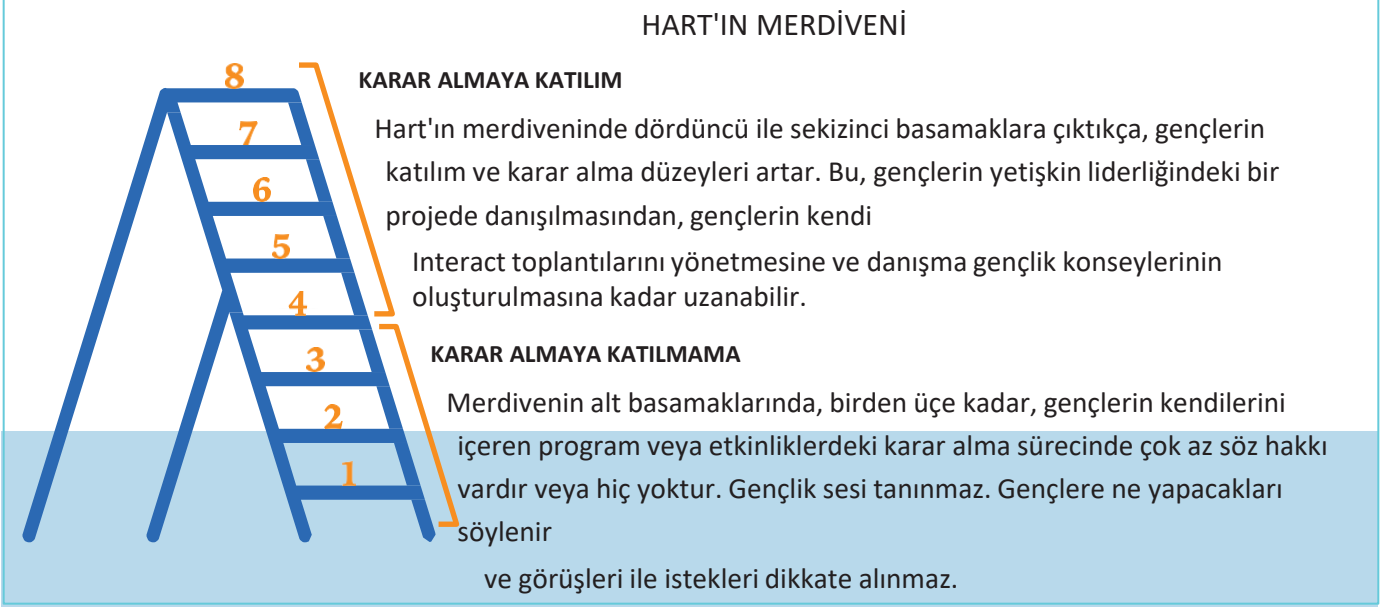 HART'IN MERDİVENİ
8
7
6
5
4
3
2
1
KARAR ALMAYA KATILIM
Hart'ın merdiveninde dördüncü ile sekizinci basamaklara çıktıkça, gençlerin
katılım ve karar alma düzeyleri artar. Bu, gençlerin yetişkin liderliğindeki bir
projede danışılmasından, gençlerin kendi
Interact toplantılarını yönetmesine ve danışma gençlik konseylerinin
oluşturulmasına kadar uzanabilir.
KARAR ALMAYA KATILMAMA
Merdivenin alt basamaklarında, birden üçe kadar, gençlerin kendilerini
içeren program veya etkinliklerdeki karar alma sürecinde çok az söz hakkı
vardır veya hiç yoktur. Gençlik sesi tanınmaz. Gençlere ne yapacakları
söylenir
ve görüşleri ile istekleri dikkate alınmaz.